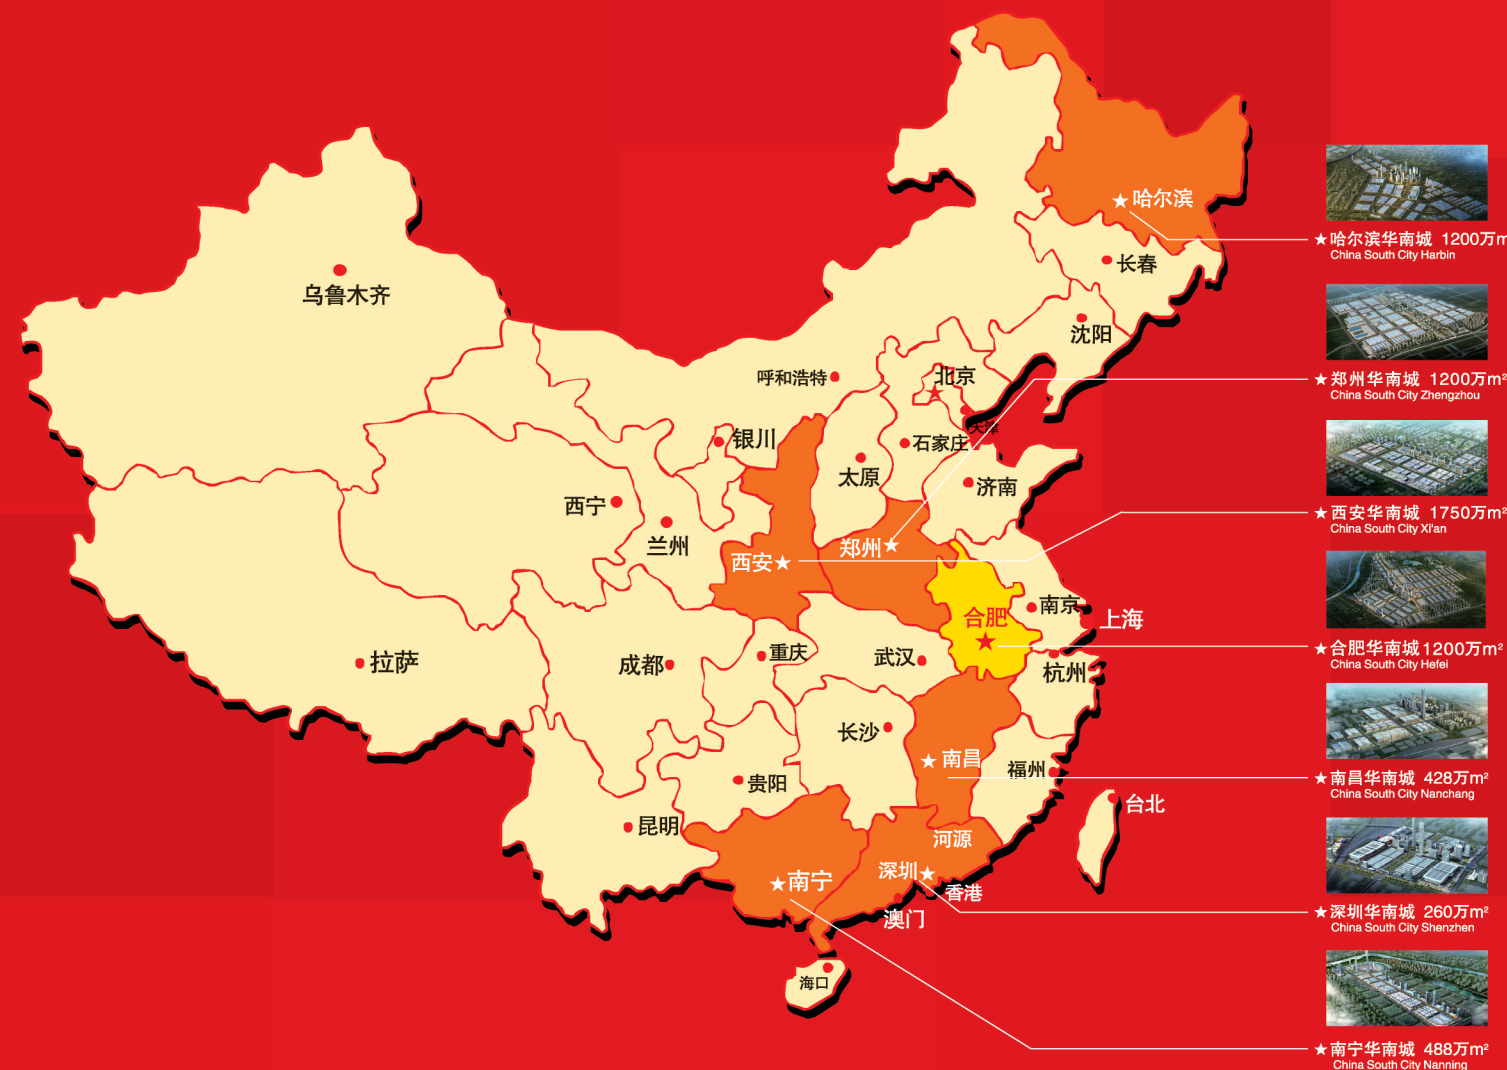 哈尔滨
长春
沈阳
乌鲁木齐
呼和浩特
北京
天津
银川
石家庄
太原
济南
西宁
兰州
西安
郑州
南京
合肥
上海
拉萨
成都
重庆
武汉
杭州
长沙
南昌
福州
贵阳
台北
昆明
河源
深圳
南宁
香港
澳门
海口
哈尔滨华南城 1200万m
China South City Harbin
郑州华南城 1200万m²
China South City Zhengzhou
西安华南城 1750万m²
China South City Xi'an
合肥华南城1200万m²
China South City Hefei
南昌华南城 428万m²
China South City Nanchang
深圳华南城 260万m²
China South City Shenzhen
南宁华南城 488万m²
China South City Nanning